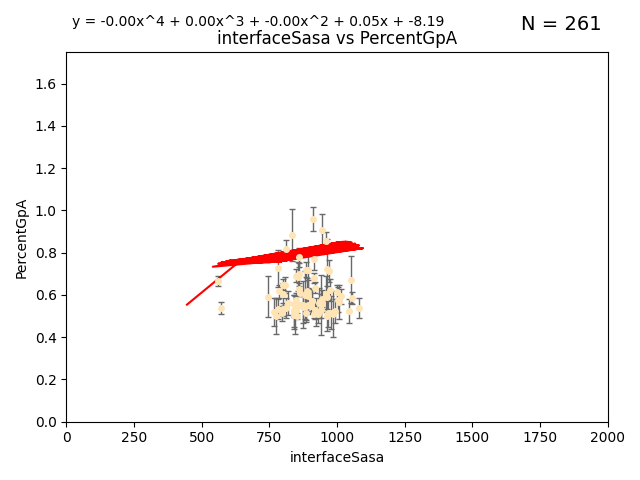 y = -0.00x^4 + 0.00x^3 + -0.00x^2 + 0.05x + -8.19
N = 261
interfaceSasa vs PercentGpA
PercentGpA
1.6
1.4
1.2
1.0
0.8
0.6
0.4
0.2
0.0
0 250 500 750 1000 1250 1500 1750 2000
interfaceSasa